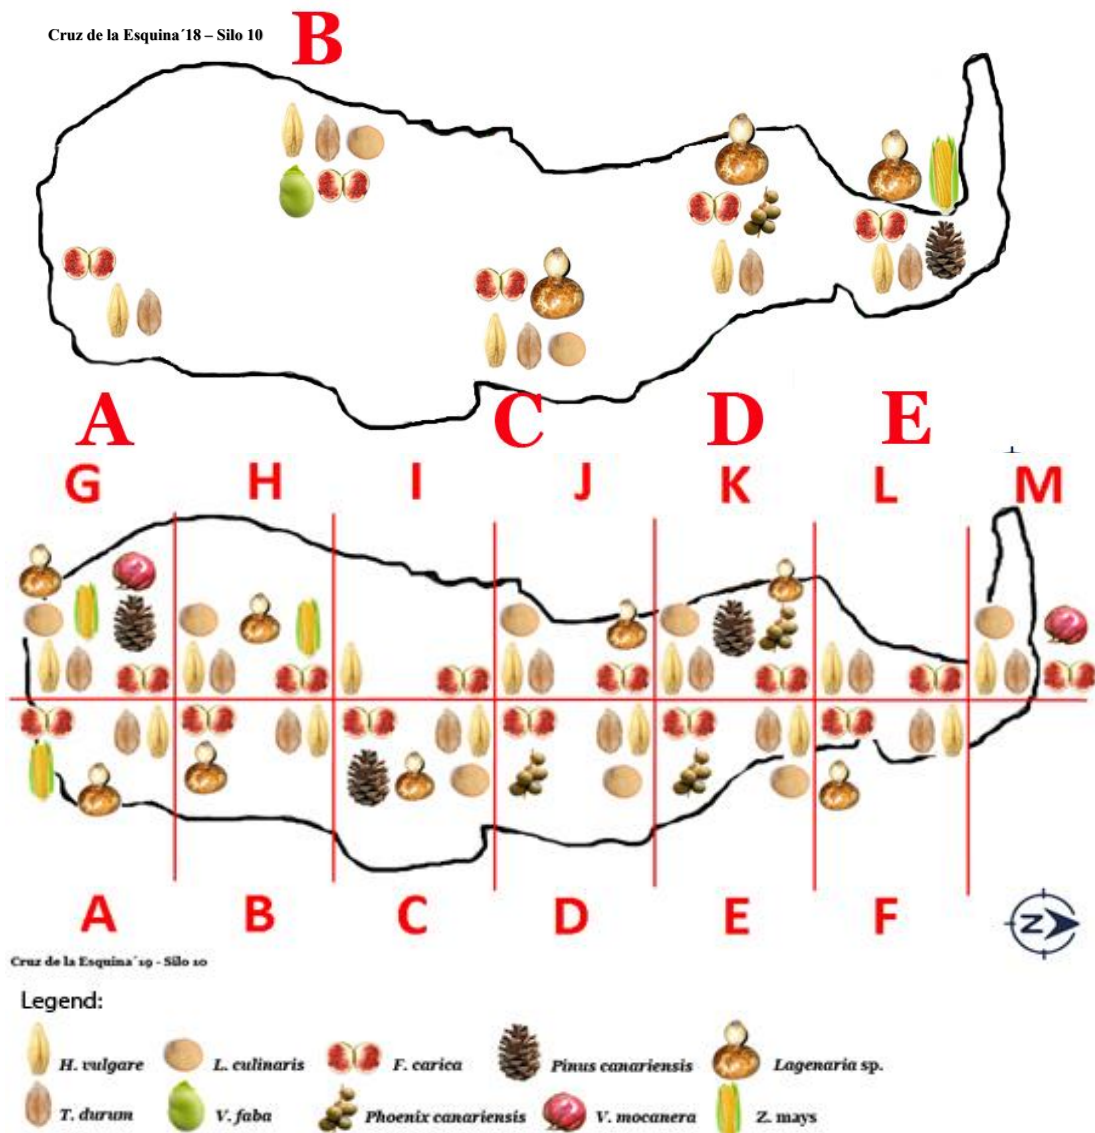 Cruz de la Esquina´18 – Silo 10
B
A
C
D
E
G
H
I
J
K
L
M
A
B
C
D
E
F
Z
Cruz de la Esquina´19 - Silo 10
Legend:
H. vulgare
L. culinaris
F. carica
Pinus canariensis
Lagenaria sp.
T. durum
V. faba
Phoenix canariensis
V. mocanera
Z. mays